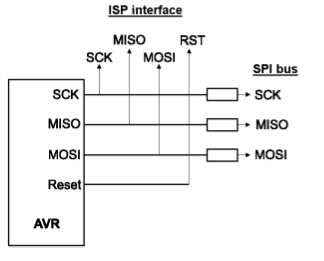 ISP interface
MISO RST
SCK MOSI
SPI bus
SCK SCK
MISO MISO
MOSI MOSI
Reset
AVR